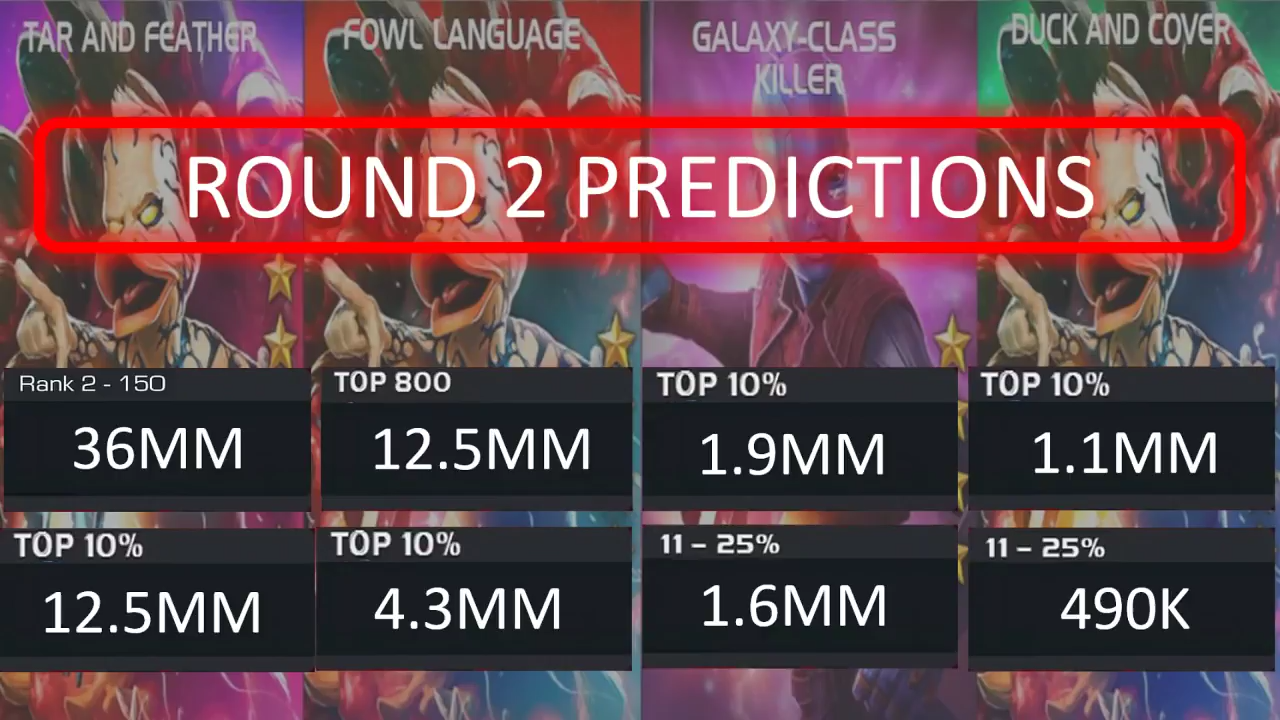 TAR AND FEATHER
FOWL LANGUAGE
GALAXY-CLASS
KILLER
DUCK AND COVER
ROUND 2 PREDICTIONS
Rank 2 - 150
TOP 800
TOP 10%
TOP 10%
36MM
12.5MM
1.9MM
1.1MM
TOP 10%
TOP 10%
11 – 25%
11 – 25%
12.5MM
4.3MM
1.6MM
490K